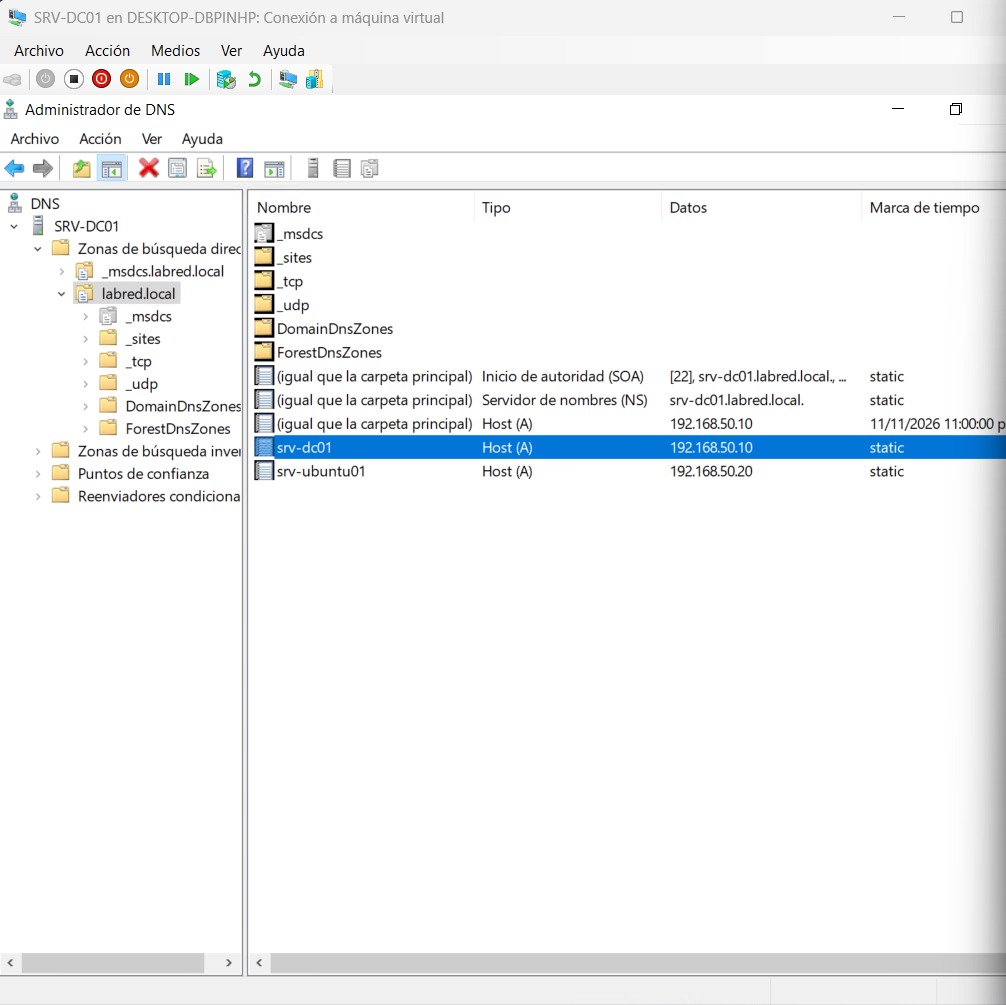 SRV-DC01 en DESKTOP-DBPINHP: Conexión a máquina virtual
Archivo Acción Medios Ver Ayuda
Administrador de DNS
Archivo Acción Ver Ayuda
DNS
SRV-DC01
Zonas de búsqueda direc
_msdcs.labred.local
labred.local
_msdcs
_sites
_tcp
_udp
DomainDnsZones
ForestDnsZones
Zonas de búsqueda inver
Puntos de confianza
Reenviadores condiciona
Nombre Tipo Datos Marca de tiempo
_msdcs
_sites
_tcp
_udp
DomainDnsZones
ForestDnsZones
(igual que la carpeta principal) Inicio de autoridad (SOA) [22], srv-dc01.labred.local., ... static
(igual que la carpeta principal) Servidor de nombres (NS) srv-dc01.labred.local. static
(igual que la carpeta principal) Host (A) 192.168.50.10 11/11/2026 11:00:00 p
srv-dc01 Host (A) 192.168.50.10 static
srv-ubuntu01 Host (A) 192.168.50.20 static